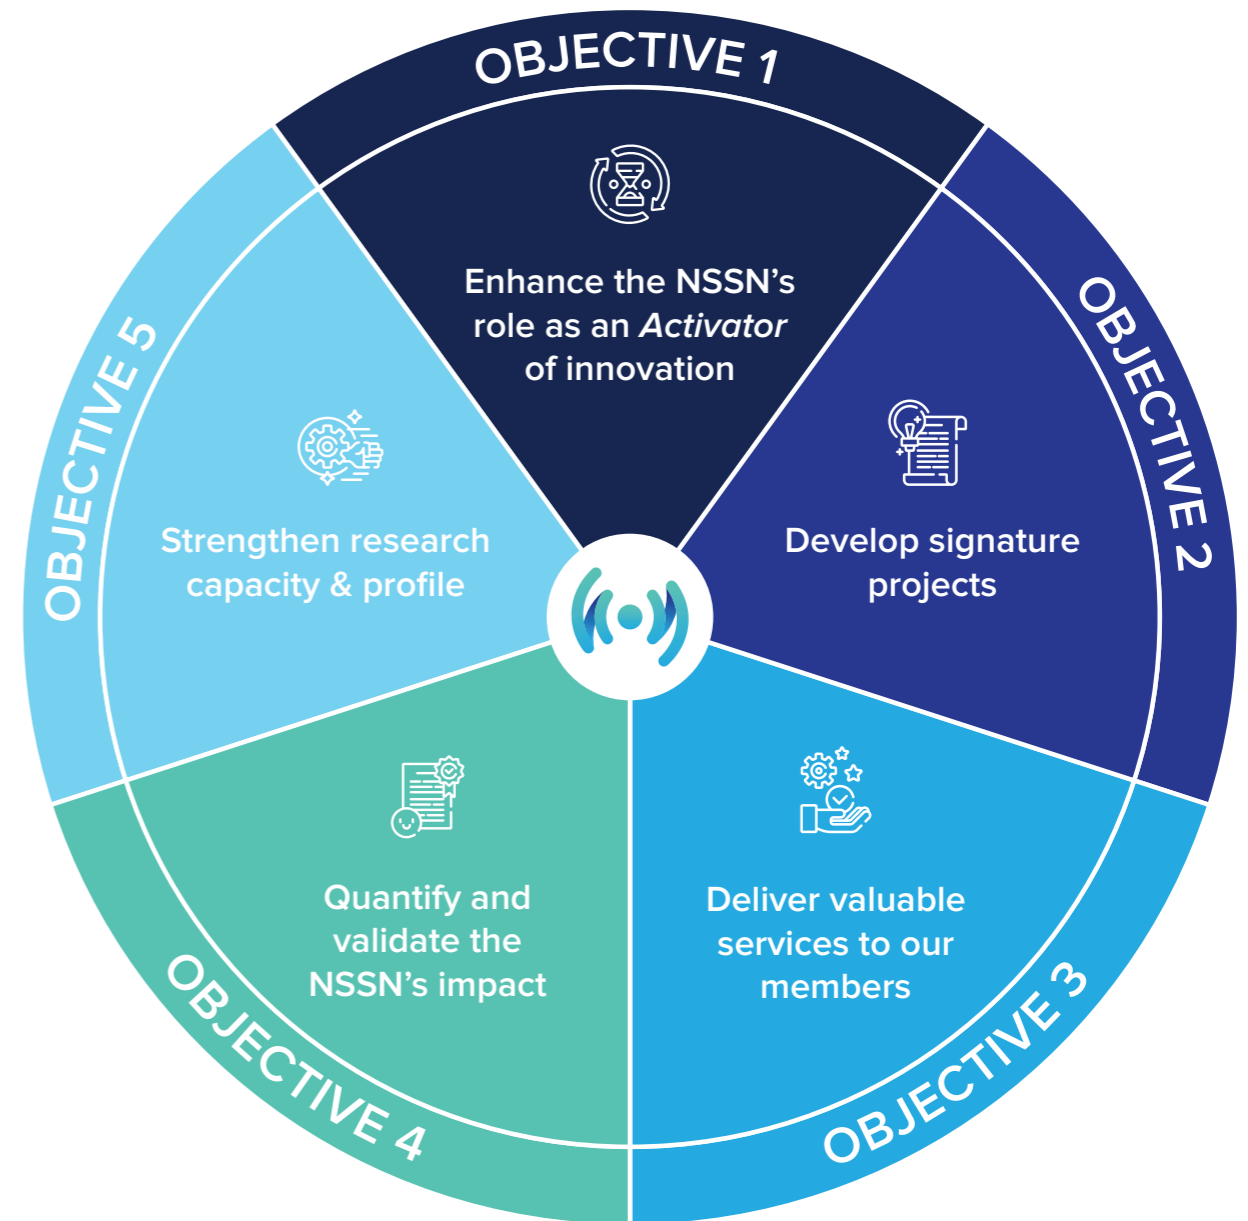 OBJECTIVE 1
Enhance the NSSN’s
role as an Activator
of innovation
OBJECTIVE 2
Develop signature
projects
OBJECTIVE 3
Deliver valuable
services to our
members
OBJECTIVE 4
Quantify and
validate the
NSSN’s impact
OBJECTIVE 5
Strengthen research
capacity & profile